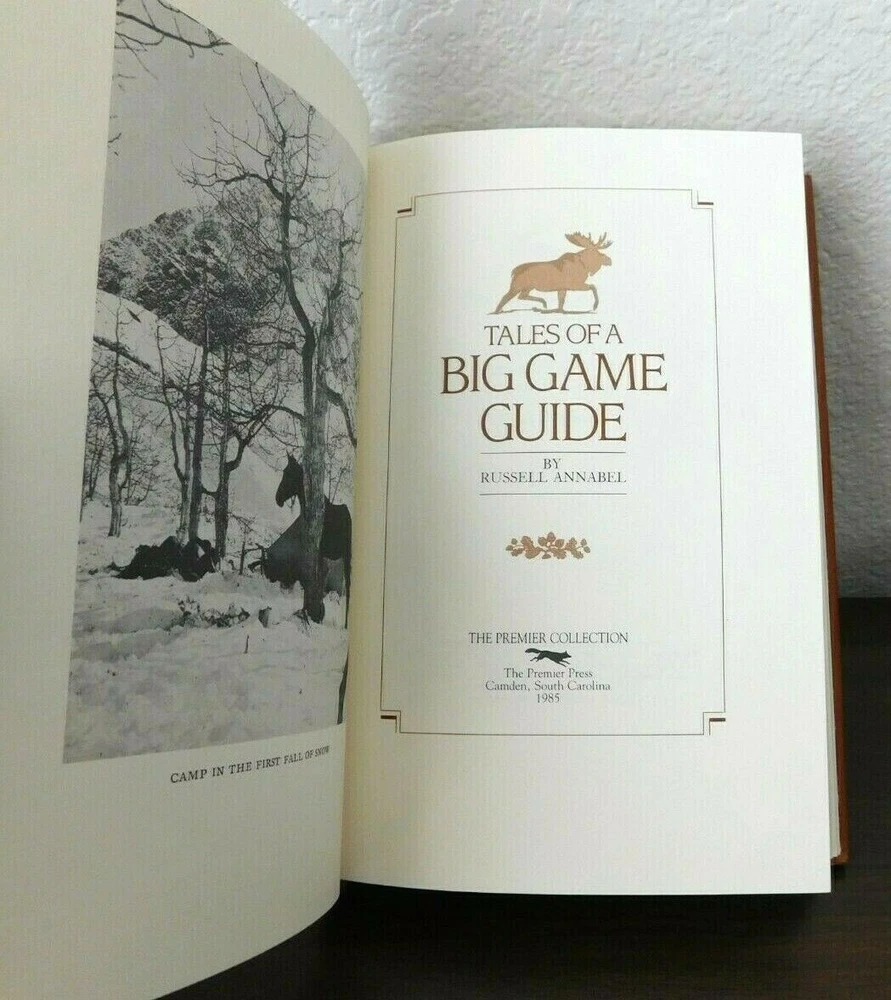 CAMP IN THE FIRST FALL OF SNOW
TALES OF A
BIG GAME
GUIDE
BY
RUSSELL ANNABEL
THE PREMIER COLLECTION
The Premier Press
Camden, South Carolina
1985